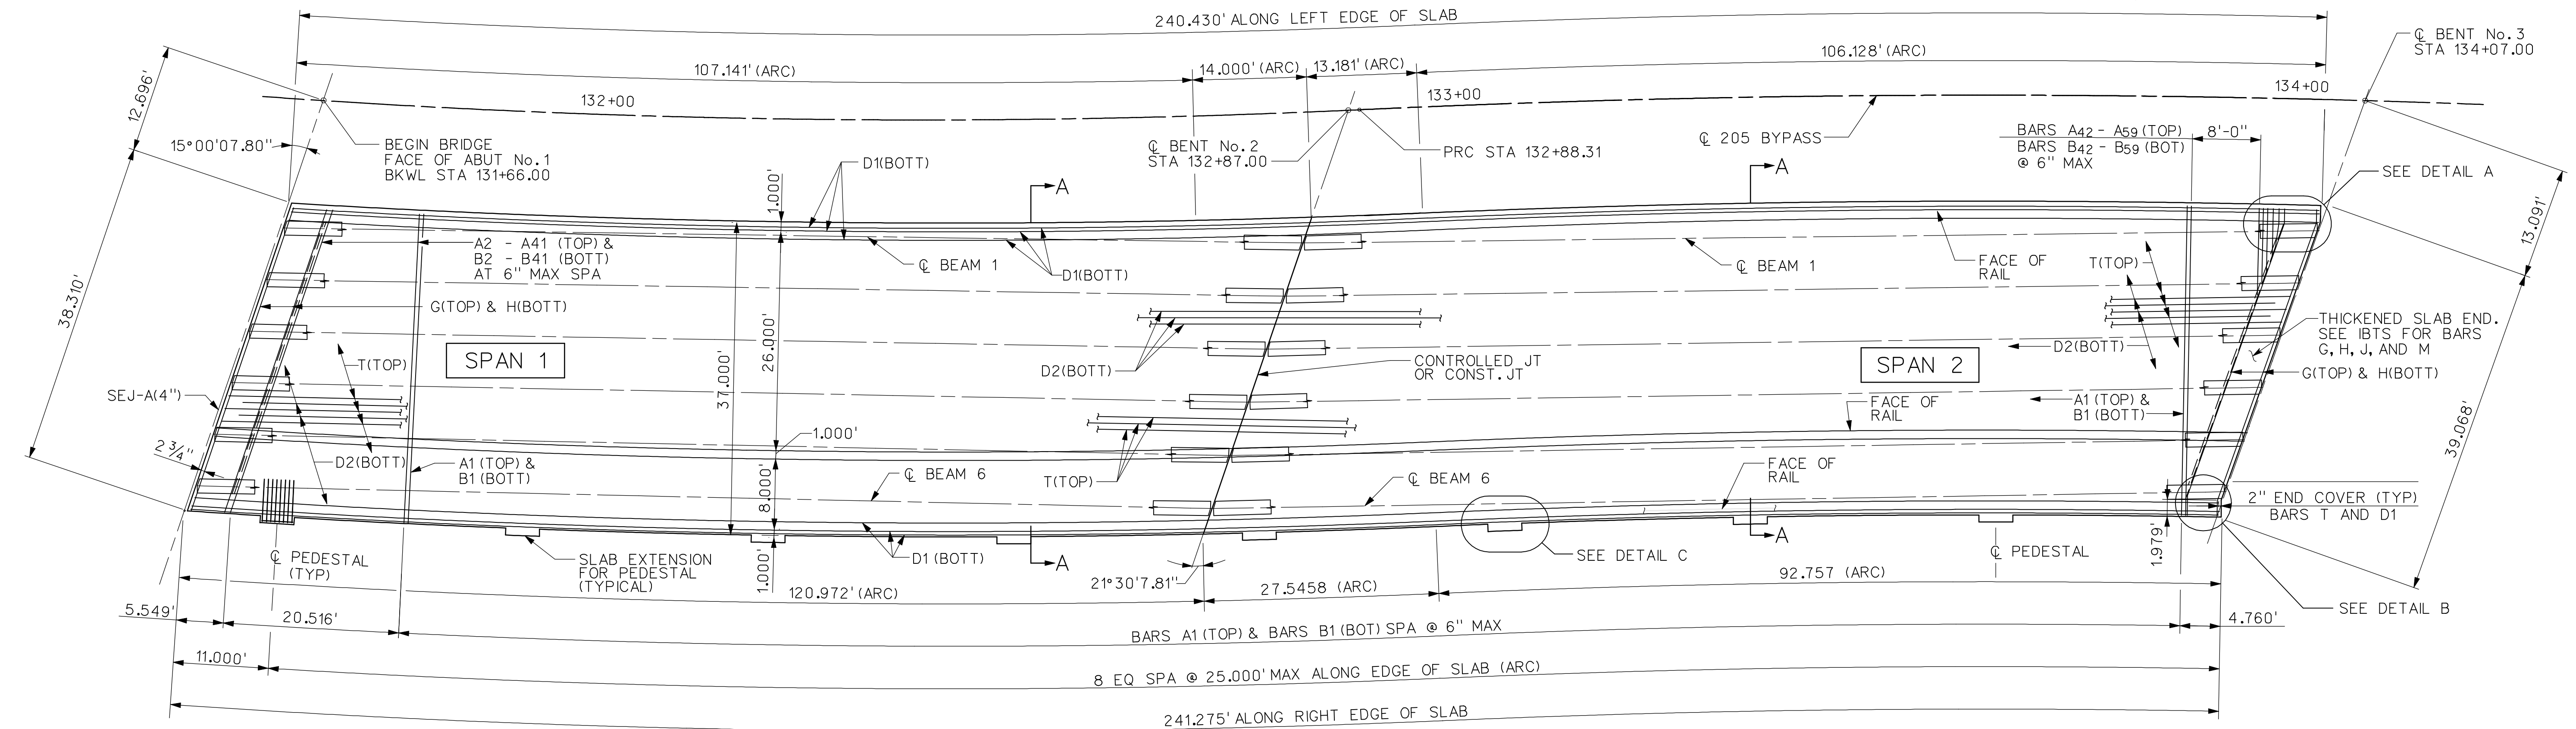 240.430' ALONG LEFT EDGE OF SLAB
107.141' (ARC)
14.000' (ARC)
13.181' (ARC)
106.128' (ARC)
℄ BENT No.3
STA 134+07.00
12.696'
132+00
133+00
134+00
15°00'07.80"
BEGIN BRIDGE
FACE OF ABUT No.1
BKWL STA 131+66.00
D1(BOTT)
℄ BENT No.2
STA 132+87.00
PRC STA 132+88.31
℄ 205 BYPASS
BARS A42 - A59 (TOP)
BARS B42 - B59 (BOT)
@ 6" MAX
8'-0"
SEE DETAIL A
1.000'
A
A
13.091'
A2 - A41 (TOP) &
B2 - B41 (BOTT)
AT 6" MAX SPA
℄ BEAM 1
D1(BOTT)
℄ BEAM 1
FACE OF
RAIL
T(TOP)
38.310'
G(TOP) & H(BOTT)
SPAN 1
37.000'
26.000'
D2(BOTT)
CONTROLLED JT
OR CONST. JT
SPAN 2
D2(BOTT)
THICKENED SLAB END.
SEE IBTS FOR BARS
G, H, J, AND M
G(TOP) & H(BOTT)
T(TOP)
SEJ-A(4")
FACE OF
RAIL
A1 (TOP) &
B1 (BOTT)
39.068'
1.000'
2 3/4"
D2(BOTT)
A1 (TOP) &
B1 (BOTT)
℄ BEAM 6
8.000'
T(TOP)
℄ BEAM 6
FACE OF
RAIL
2" END COVER (TYP)
BARS T AND D1
1.979'
℄ PEDESTAL
(TYP)
SLAB EXTENSION
FOR PEDESTAL
(TYPICAL)
1.000'
D1 (BOTT)
A
SEE DETAIL C
A
℄ PEDESTAL
21°30'7.81"
120.972' (ARC)
27.5458 (ARC)
92.757 (ARC)
SEE DETAIL B
5.549'
20.516'
BARS A1 (TOP) & BARS B1 (BOT) SPA @ 6" MAX
4.760'
11.000'
8 EQ SPA @ 25.000' MAX ALONG EDGE OF SLAB (ARC)
241.275' ALONG RIGHT EDGE OF SLAB